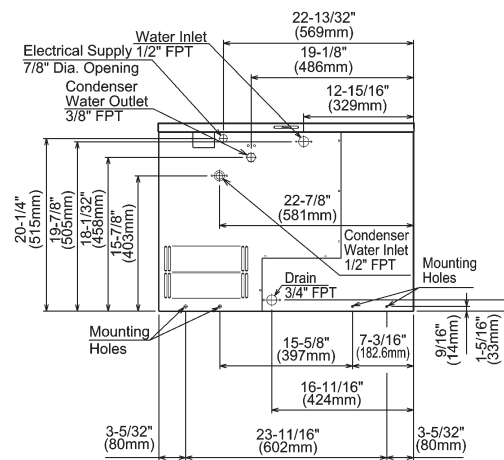 22-13/32"
(569mm)
Water Inlet
1/2" FPT
Electrical Supply
7/8" Dia. Opening
19-1/8"
(486mm)
Condenser
Water Outlet
3/8" FPT
12-15/16"
(329mm)
20-1/4"
(515mm)
19-7/8"
(505mm)
18-1/32"
(458mm)
15-7/8"
(403mm)
22-7/8"
(581mm)
Condenser
Water Inlet
1/2" FPT
Drain
3/4" FPT
Mounting
Holes
Mounting
Holes
15-5/8"
(397mm)
7-3/16"
(182.6mm)
9/16"
(14mm)
1-5/16"
(33mm)
16-11/16"
(424mm)
3-5/32"
(80mm)
23-11/16"
(602mm)
3-5/32"
(80mm)